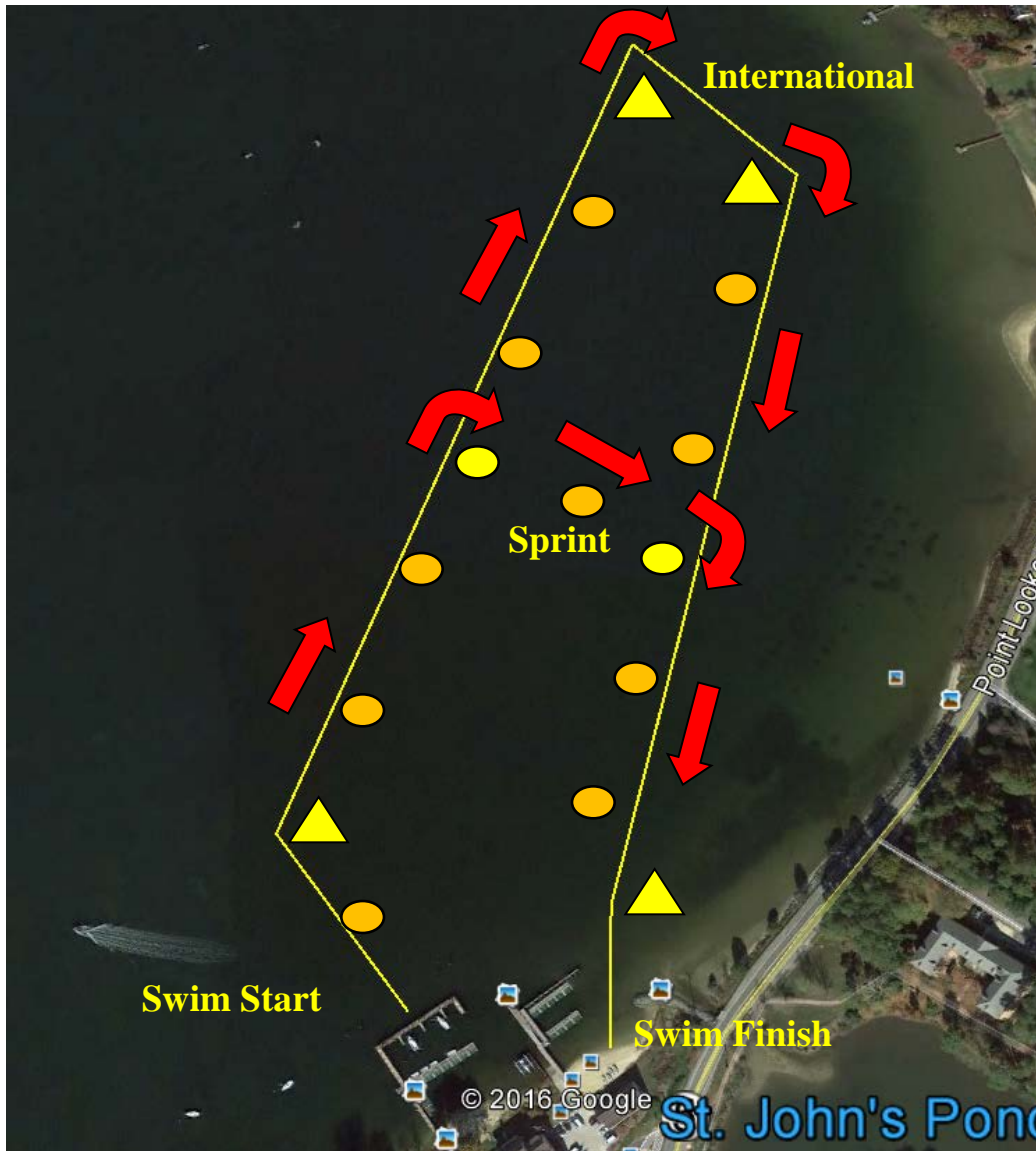 International
Sprint
Point Looko
Swim Start
Swim Finish
© 2016 Google
St. John's Pond